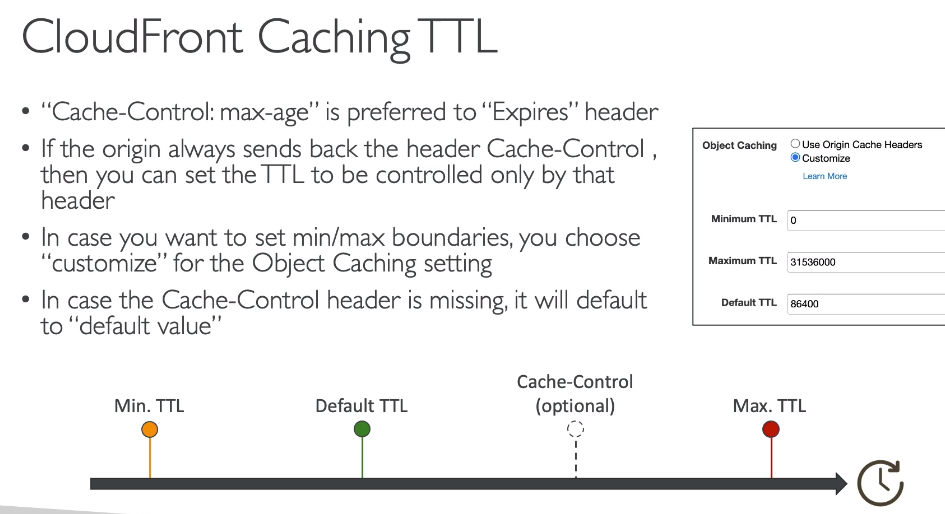 CloudFront Caching TTL
• “Cache-Control: max-age” is preferred to “Expires” header
• If the origin always sends back the header Cache-Control ,
then you can set the TTL to be controlled only by that
header
• In case you want to set min/max boundaries, you choose
“customize” for the Object Caching setting
• In case the Cache-Control header is missing, it will default
to “default value”
Object Caching
Use Origin Cache Headers
Customize
Learn More
Minimum TTL 0
Maximum TTL 31536000
Default TTL 86400
Min. TTL
Default TTL
Cache-Control
(optional)
Max. TTL